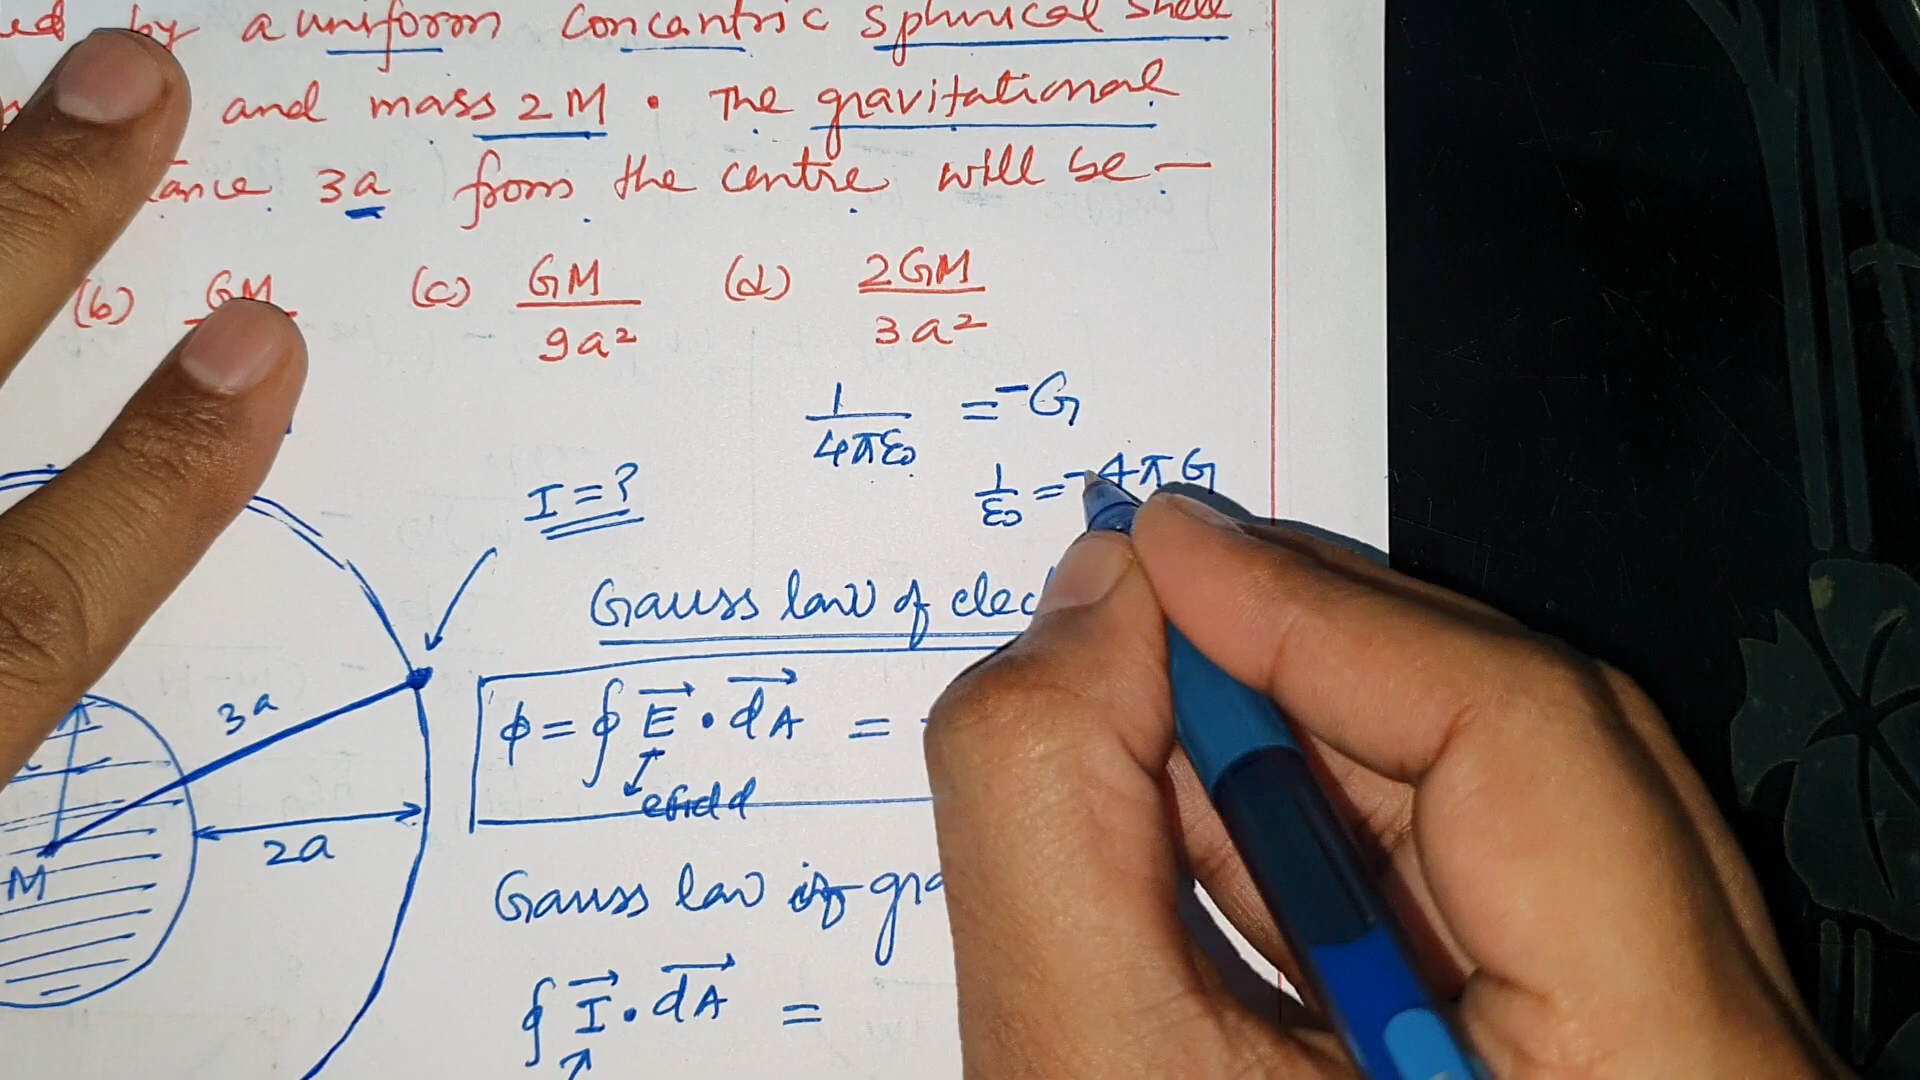 by a uniform concantric spherical shell
and mass 2M. The gravitational
3a from the centre will be —
(b) GM (c) GM/9a² (d) 2GM/3a²
1/4πε₀ = -G
I = ?
1/ε₀ = -4πG
Gauss law of elec
3a
ϕ = ∮ E⃗ · dA⃗ =
efield
2a
M
Gauss law of gra
∮ I⃗ · dA⃗ =